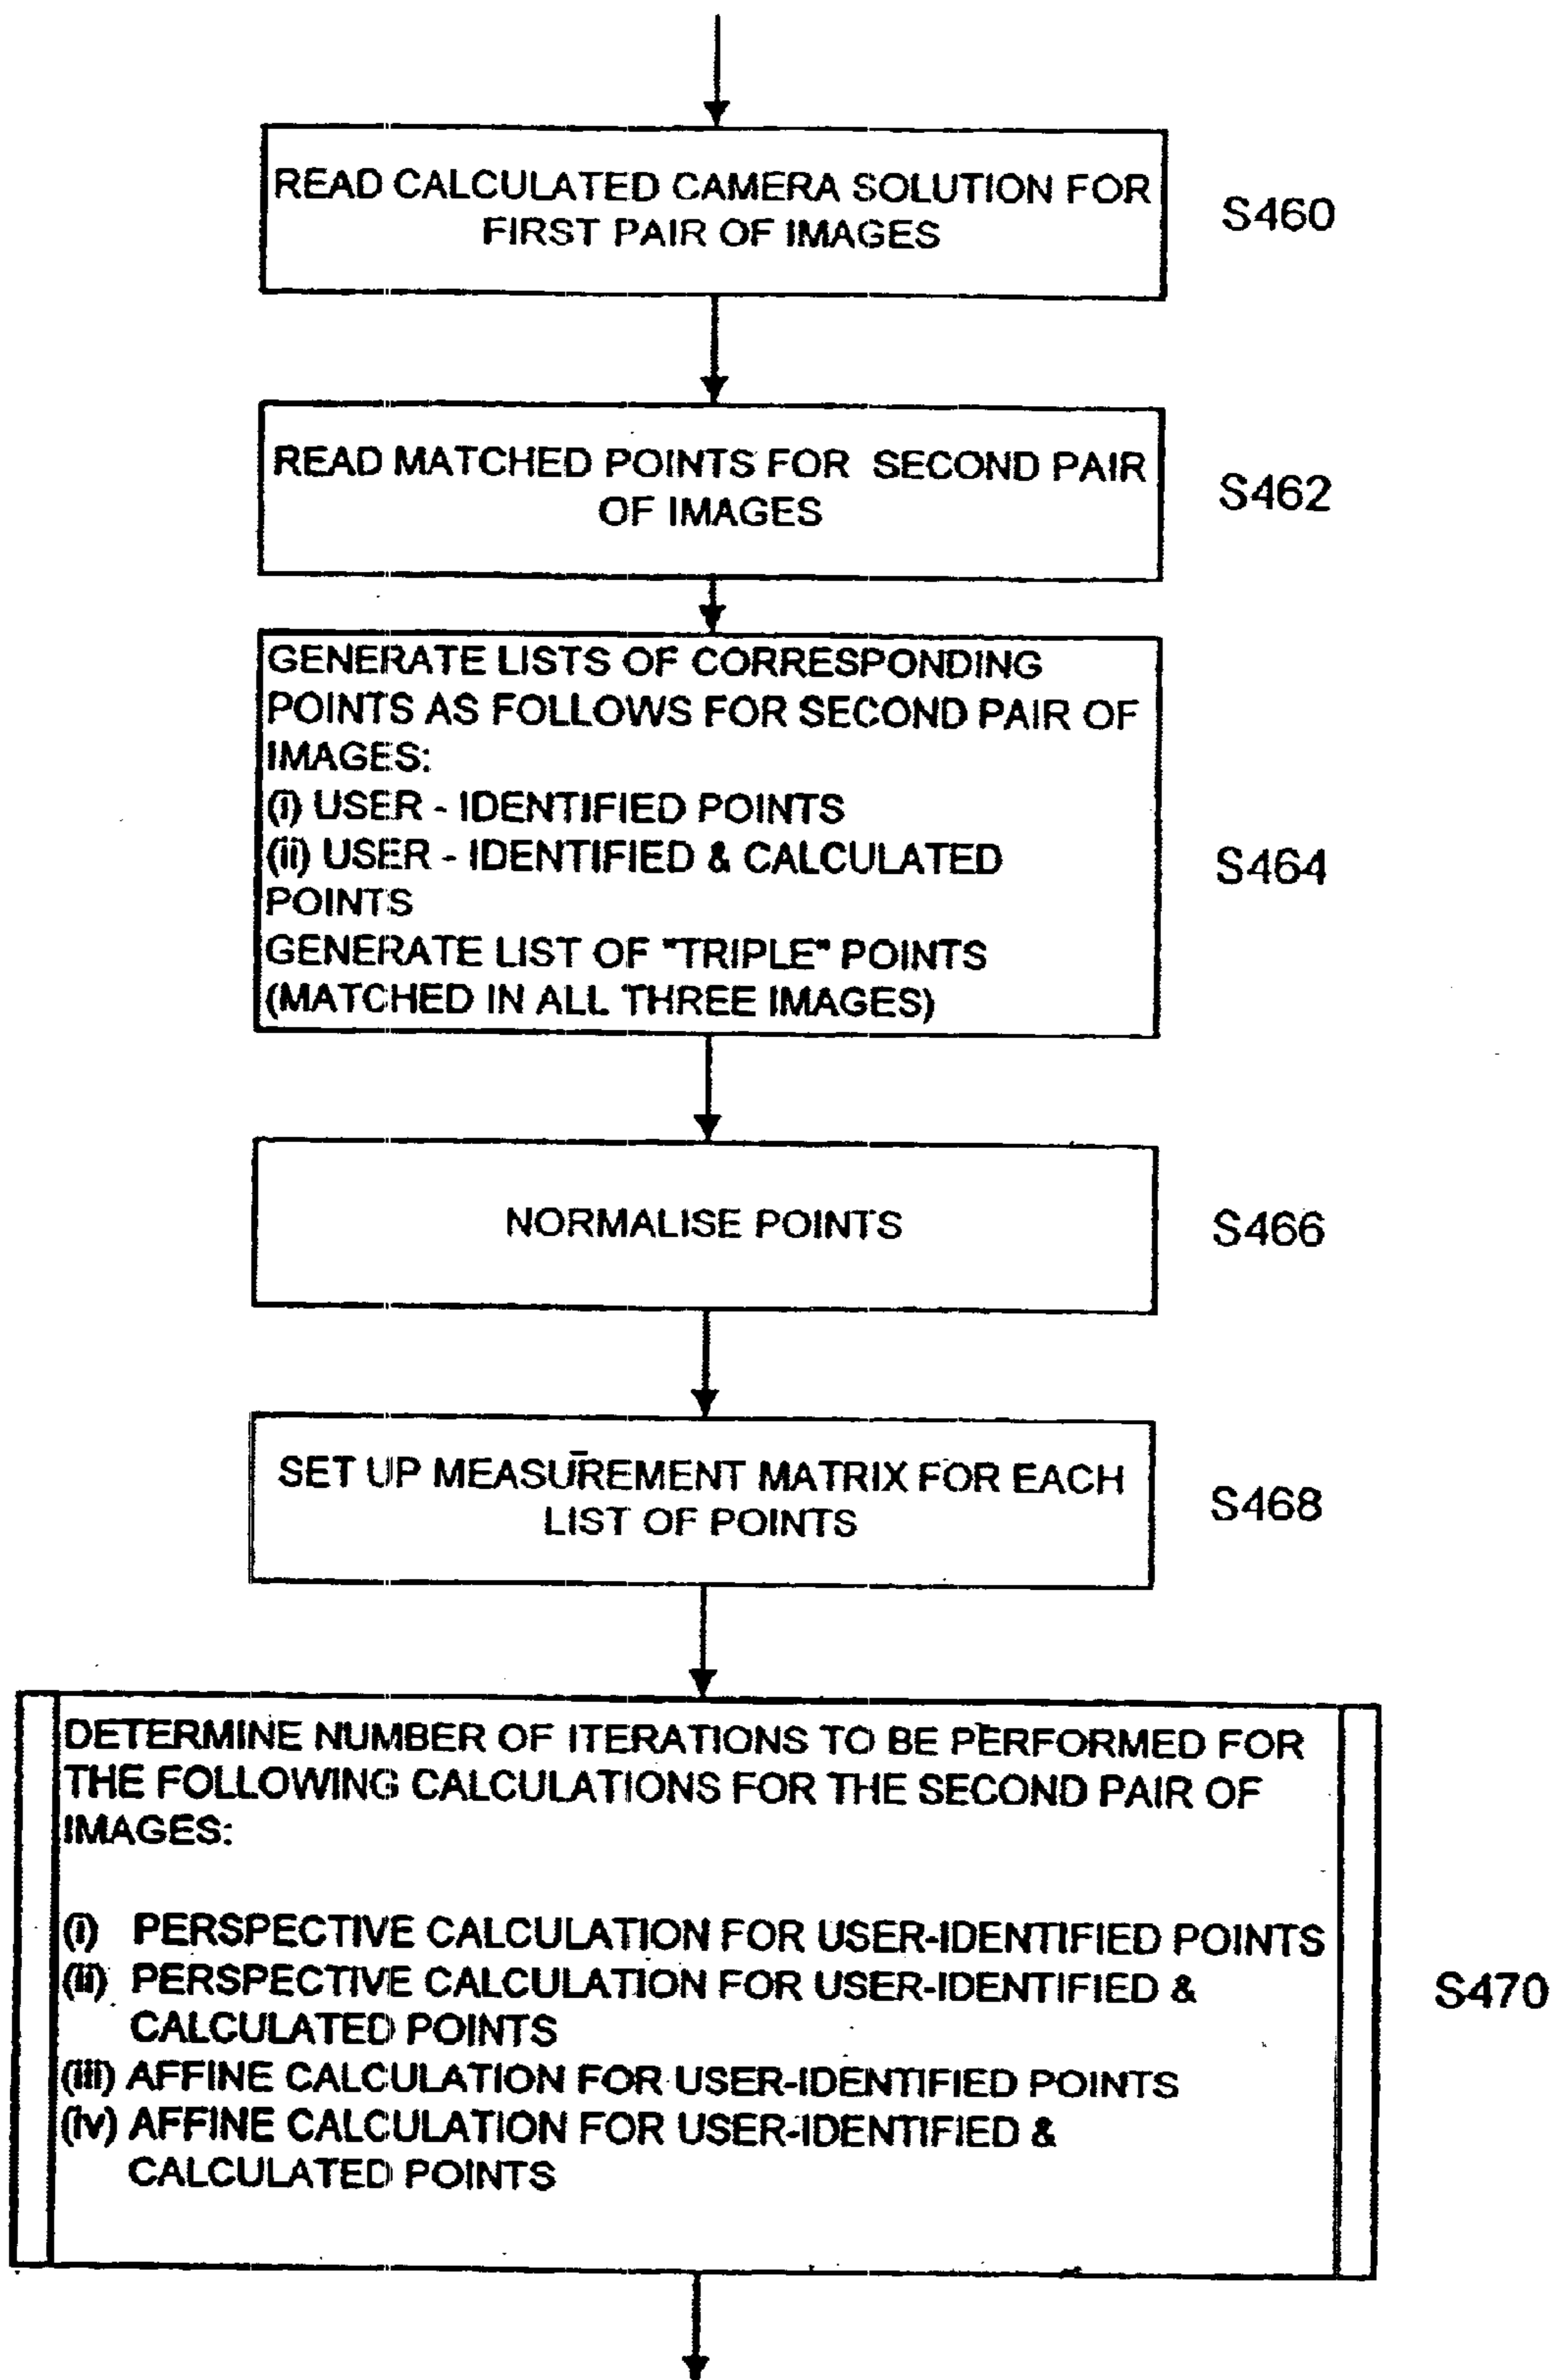 READ CALCULATED CAMERA SOLUTION FOR
FIRST PAIR OF IMAGES
S460
READ MATCHED POINTS FOR SECOND PAIR
OF IMAGES
S462
GENERATE LISTS OF CORRESPONDING
POINTS AS FOLLOWS FOR SECOND PAIR OF
IMAGES:
(i) USER - IDENTIFIED POINTS
(ii) USER - IDENTIFIED & CALCULATED
POINTS
GENERATE LIST OF "TRIPLE" POINTS
(MATCHED IN ALL THREE IMAGES)
S464
NORMALISE POINTS
S466
SET UP MEASUREMENT MATRIX FOR EACH
LIST OF POINTS
S468
DETERMINE NUMBER OF ITERATIONS TO BE PERFORMED FOR
THE FOLLOWING CALCULATIONS FOR THE SECOND PAIR OF
IMAGES:
(i) PERSPECTIVE CALCULATION FOR USER-IDENTIFIED POINTS
(ii) PERSPECTIVE CALCULATION FOR USER-IDENTIFIED &
CALCULATED POINTS
(iii) AFFINE CALCULATION FOR USER-IDENTIFIED POINTS
(iv) AFFINE CALCULATION FOR USER-IDENTIFIED &
CALCULATED POINTS
S470